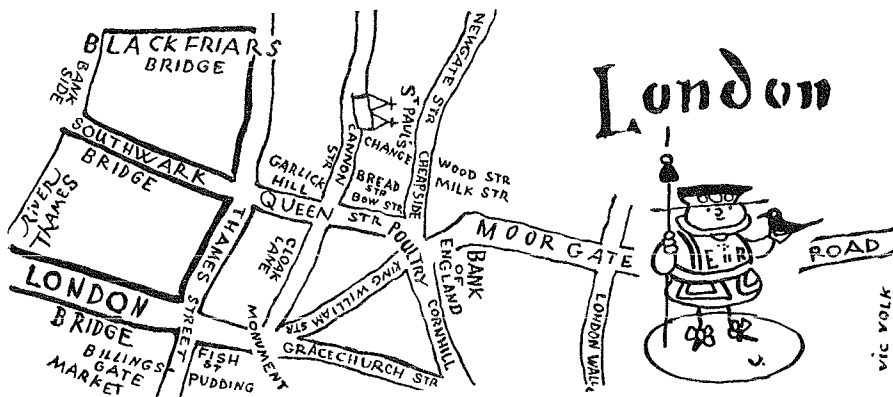 BLACKFRIARS
BRIDGE
BANK
SIDE
SOUTHWARK
BRIDGE
RIVER
THAMES
LONDON
BRIDGE
BILLINGS
GATE
MARKET
THAMES
STREET
FISH
ST
PUDDING
MONUMENT
GARLICK
HILL
QUEEN
STR
CLOAK
LANE
CANNON
STR
ST PAULS'
CHANGE
BREAD
STR
BOW STR
NEWGATE STR
CHEAPSIDE
WOOD STR
MILK STR
POULTRY
KING WILLIAM STR
GRACECHURCH STR
CORNHILL
BANK
OF
ENGLAND
MOOR GATE
LONDON WALL
London
E II R
ROAD
VIC VOLK